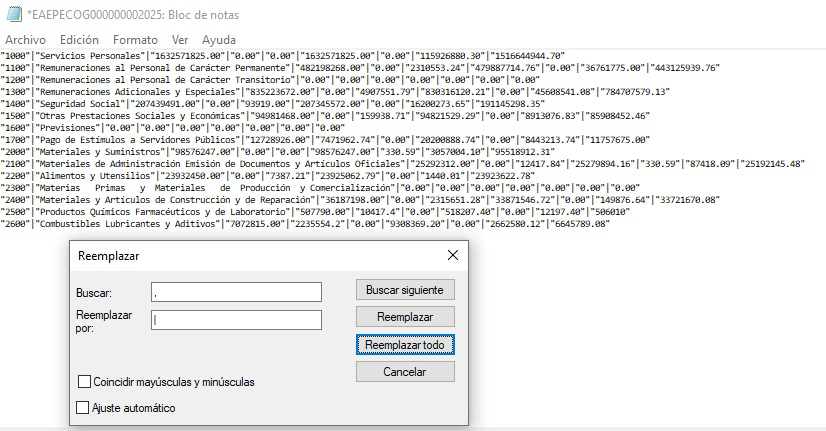 *EAEPECOG000000002025: Bloc de notas
Archivo Edición Formato Ver Ayuda
"1000"|"Servicios Personales"|"1632571825.00"|"0.00"|"0.00"|"1632571825.00"|"0.00"|"115926880.30"|"1516644944.70"
"1100"|"Remuneraciones al Personal de Carácter Permanente"|"482198268.00"|"0.00"|"2310553.24"|"479887714.76"|"0.00"|"36761775.00"|"443125939.76"
"1200"|"Remuneraciones al Personal de Carácter Transitorio"|"0.00"|"0.00"|"0.00"|"0.00"|"0.00"|"0.00"|"0.00"
"1300"|"Remuneraciones Adicionales y Especiales"|"835223672.00"|"0.00"|"4907551.79"|"830316120.21"|"0.00"|"45608541.08"|"784707579.13"
"1400"|"Seguridad Social"|"207439491.00"|"0.00"|"93919.00"|"207345572.00"|"0.00"|"16200273.65"|"191145298.35"
"1500"|"Otras Prestaciones Sociales y Económicas"|"94981468.00"|"0.00"|"159938.71"|"94821529.29"|"0.00"|"8913076.83"|"85908452.46"
"1600"|"Previsiones"|"0.00"|"0.00"|"0.00"|"0.00"|"0.00"|"0.00"|"0.00"
"1700"|"Pago de Estímulos a Servidores Públicos"|"12728926.00"|"7471962.74"|"0.00"|"20200888.74"|"0.00"|"8443213.74"|"11757675.00"
"2000"|"Materiales y Suministros"|"98576247.00"|"0.00"|"0.00"|"98576247.00"|"330.59"|"3057004.10"|"95518912.31"
"2100"|"Materiales de Administración Emisión de Documentos y Artículos Oficiales"|"25292312.00"|"0.00"|"12417.84"|"25279894.16"|"330.59"|"87418.09"|"25192145.48"
"2200"|"Alimentos y Utensilios"|"23932450.00"|"0.00"|"7387.21"|"23925062.79"|"0.00"|"1440.01"|"23923622.78"
"2300"|"Materias Primas y Materiales de Producción y Comercialización"|"0.00"|"0.00"|"0.00"|"0.00"|"0.00"|"0.00"|"0.00"
"2400"|"Materiales y Artículos de Construcción y de Reparación"|"36187198.00"|"0.00"|"2315651.28"|"33871546.72"|"0.00"|"149876.64"|"33721670.08"
"2500"|"Productos Químicos Farmacéuticos y de Laboratorio"|"507790.00"|"10417.4"|"0.00"|"518207.40"|"0.00"|"12197.40"|"506010"
"2600"|"Combustibles Lubricantes y Aditivos"|"7072815.00"|"2235554.2"|"0.00"|"9308369.20"|"0.00"|"2662580.12"|"6645789.08"
Reemplazar
Buscar: ,
Buscar siguiente
Reemplazar por: |
Reemplazar
Reemplazar todo
Cancelar
Coincidir mayúsculas y minúsculas
Ajuste automático